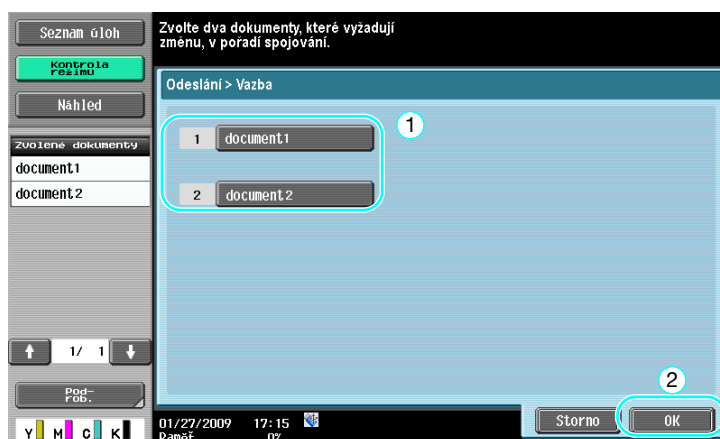 Seznam úloh
Kontrola
režimu
Náhled
Zvolené dokumenty
document1
document2
1/ 1
Pod-
rob.
Y M C K
Zvolte dva dokumenty, které vyžadují
změnu, v pořadí spojování.
Odeslání > Vazba
1 document1
2 document2
1
2
01/27/2009 17:15
Paměť 0%
Storno
OK